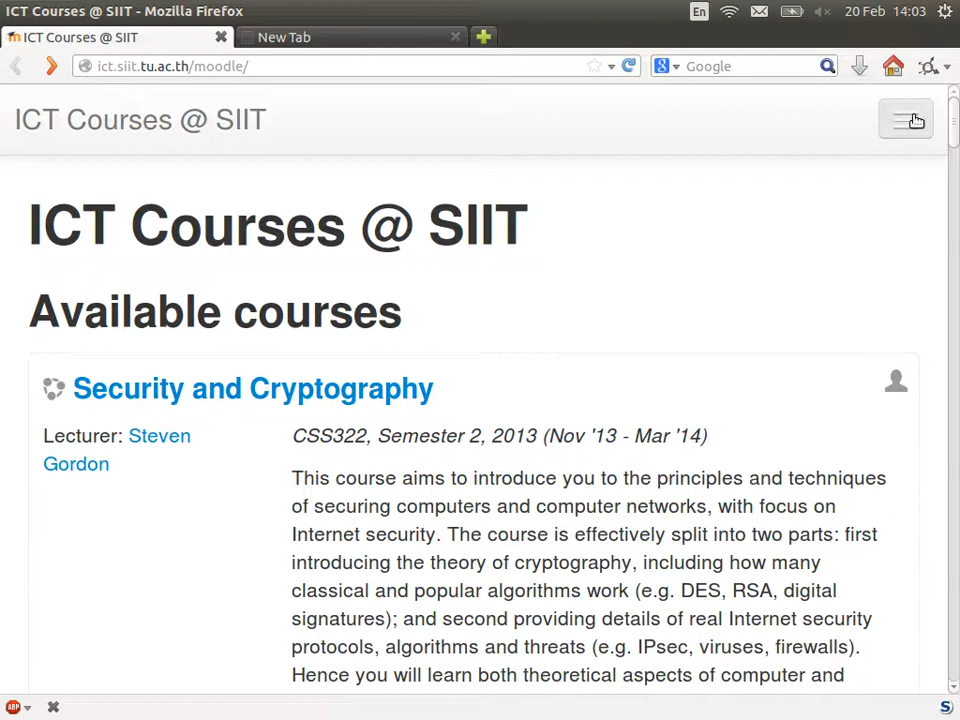 ICT Courses @ SIIT - Mozilla Firefox
En
20 Feb 14:03
ICT Courses @ SIIT
New Tab
ict.siit.tu.ac.th/moodle/
8
Google
ICT Courses @ SIIT
ICT Courses @ SIIT
Available courses
Security and Cryptography
Lecturer: Steven
Gordon
CSS322, Semester 2, 2013 (Nov '13 - Mar '14)
This course aims to introduce you to the principles and techniques
of securing computers and computer networks, with focus on
Internet security. The course is effectively split into two parts: first
introducing the theory of cryptography, including how many
classical and popular algorithms work (e.g. DES, RSA, digital
signatures); and second providing details of real Internet security
protocols, algorithms and threats (e.g. IPsec, viruses, firewalls).
Hence you will learn both theoretical aspects of computer and
ABP
S